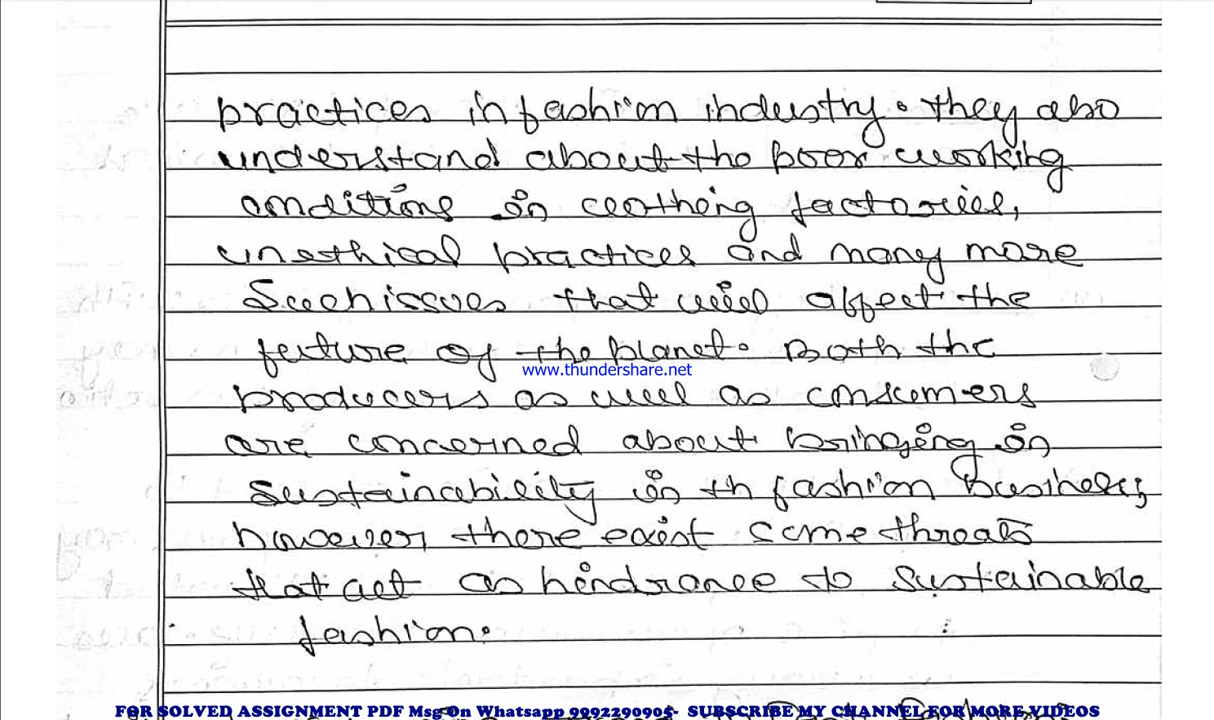 practices in fashion industry. they also
understand about the poor working
conditions in clothing factories,
unethical practices and many more
Such issues that will affect the
future of the planet. Both the
www.thundershare.net
producers as well as consumers
are concerned about bringing in
sustainability in th fashion business,
however there exist some threats
that act as hindrance to sustainable
fashion.
FOR SOLVED ASSIGNMENT PDF Msg On Whatsapp 9992290905- SUBSCRIBE MY CHANNEL FOR MORE VIDEOS